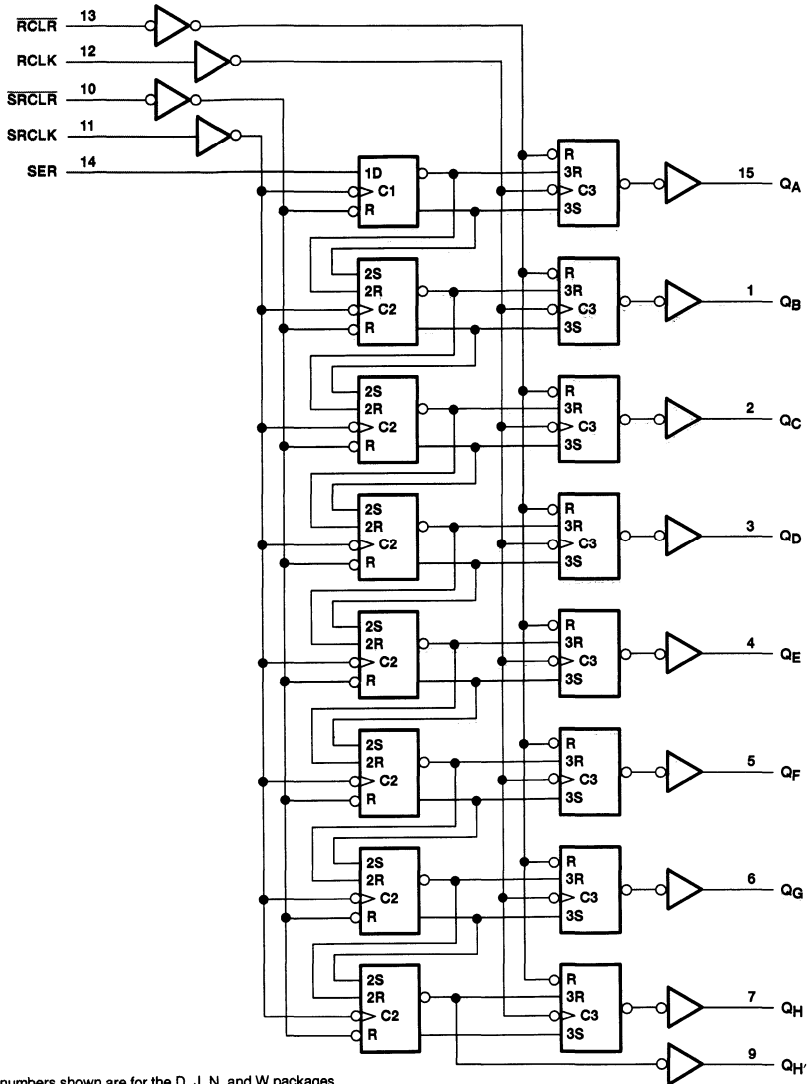 RCLR 13
RCLK 12
SRCLR 10
SRCLK 11
SER 14
1D
C1
R
R
3R
C3
3S
15 QA
2S
2R
C2
R
R
3R
C3
3S
1 QB
2S
2R
C2
R
R
3R
C3
3S
2 QC
2S
2R
C2
R
R
3R
C3
3S
3 QD
2S
2R
C2
R
R
3R
C3
3S
4 QE
2S
2R
C2
R
R
3R
C3
3S
5 QF
2S
2R
C2
R
R
3R
C3
3S
6 QG
2S
2R
C2
R
R
3R
C3
3S
7 QH
9 QH'
numbers shown are for the D, J, N, and W packages